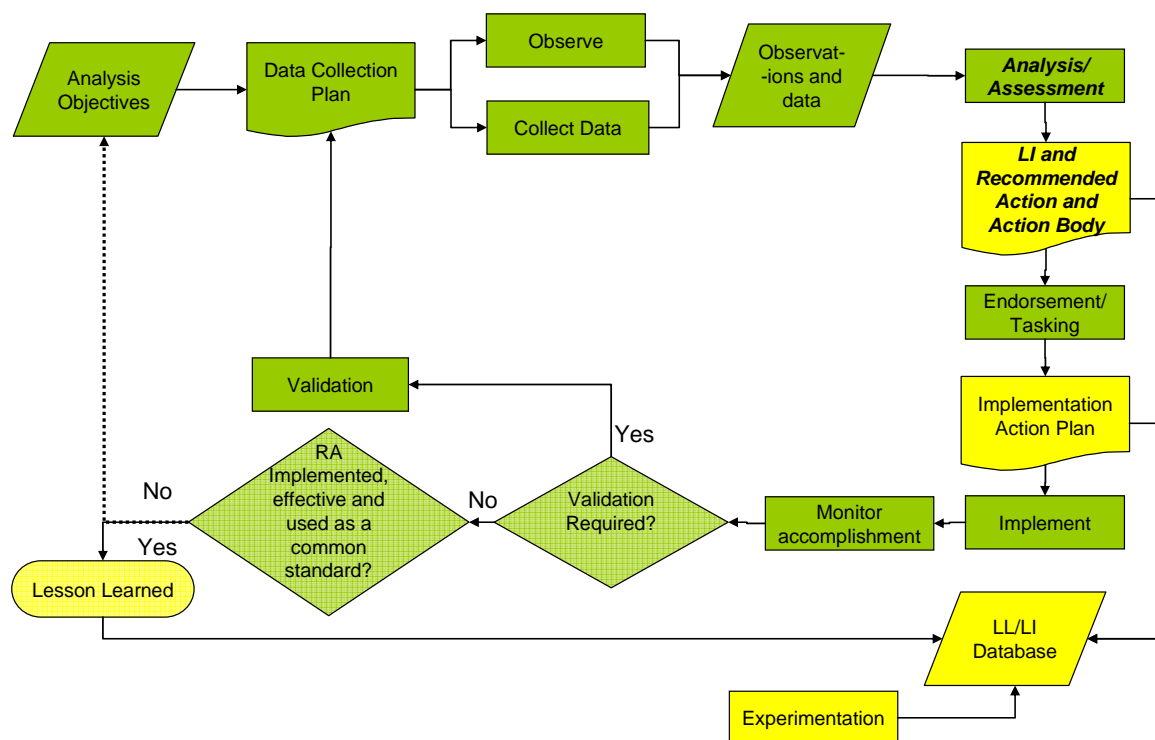 Analysis
Objectives
Data Collection
Plan
Observe
Collect Data
Observat-
-ions and
data
Analysis/
Assessment
LI and
Recommended
Action and
Action Body
Endorsement/
Tasking
Implementation
Action Plan
Implement
Monitor
accomplishment
Validation
Required?
Yes
No
Validation
RA
Implemented,
effective and
used as a
common
standard?
No
Yes
Lesson Learned
LL/LI
Database
Experimentation